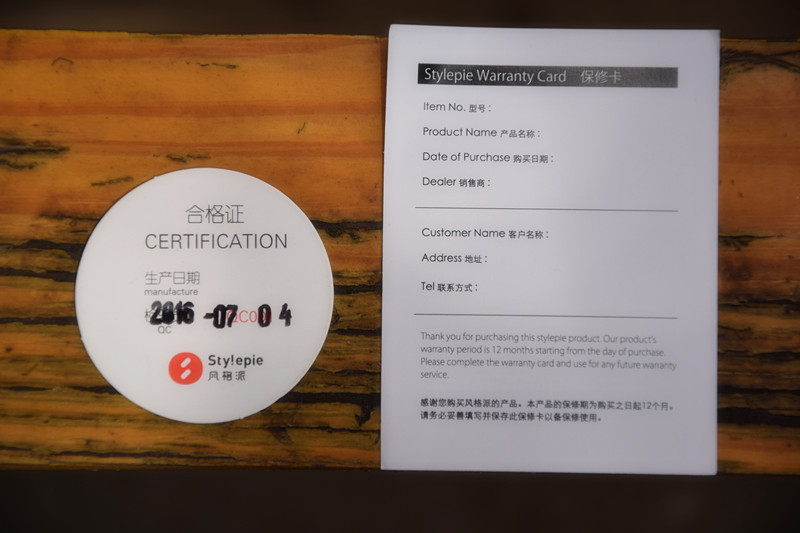 合格证
CERTIFICATION
生产日期
manufacture
2016-07 04
QC
Stylepie
风格派
Stylepie Warranty Card 保修卡
Item No. 型号：
Product Name 产品名称：
Date of Purchase 购买日期：
Dealer 销售商：
Customer Name 客户名称：
Address 地址：
Tel 联系方式：
Thank you for purchasing this stylepie product. Our product's
warranty period is 12 months starting from the day of purchase.
Please complete the warranty card and use for any future warranty
service.
感谢您购买风格派的产品。本产品的保修期为购买之日起12个月。
请务必要善填写并保存此保修卡以备保修使用。